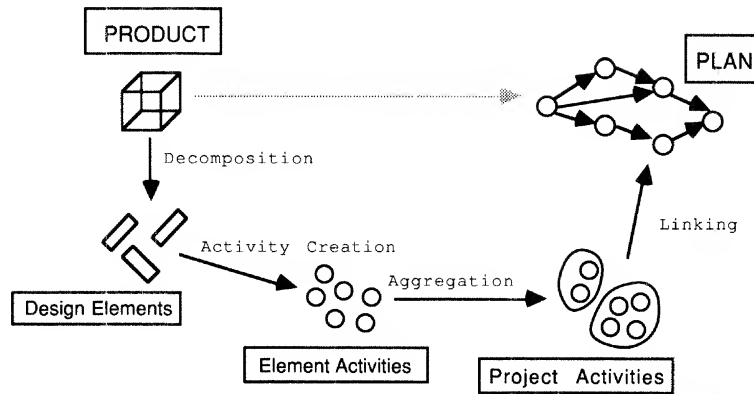 PRODUCT
PLAN
Decomposition
Linking
Activity Creation
Aggregation
Design Elements
Element Activities
Project Activities